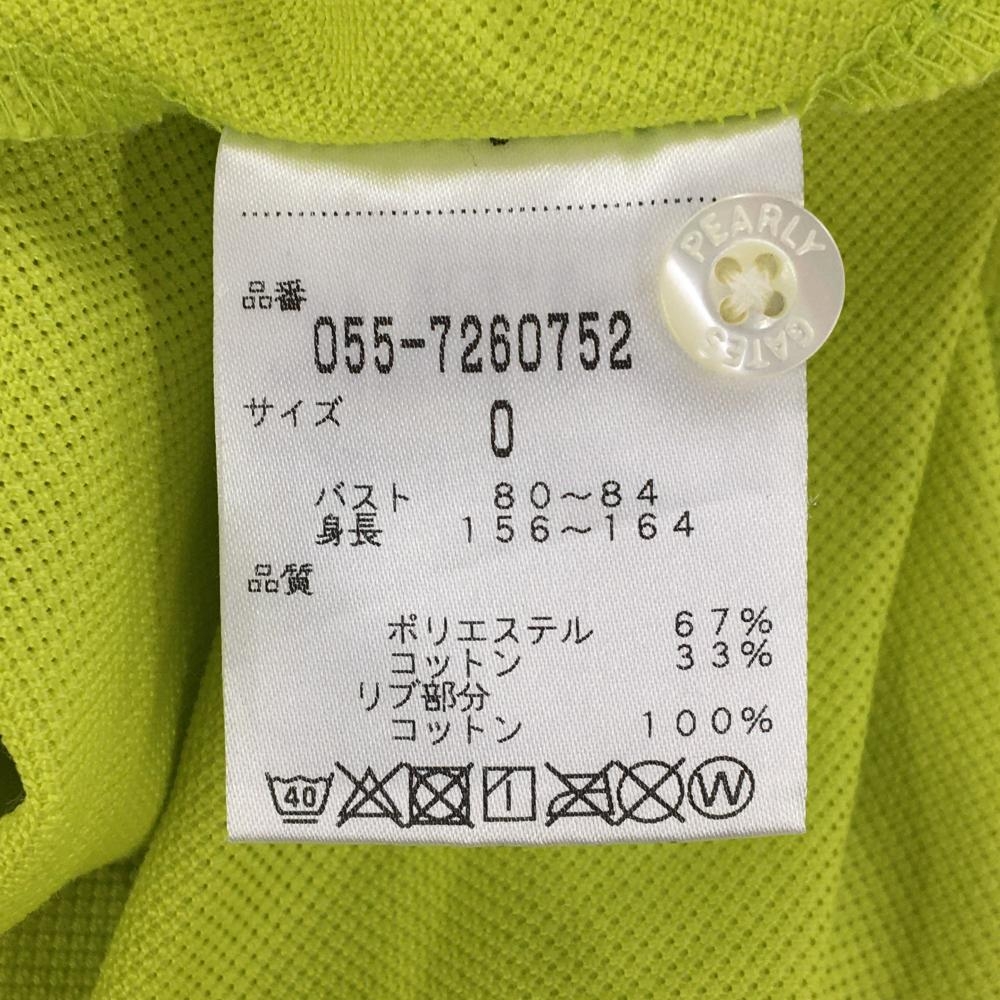 PEARLY
GATES
品番
055-7260752
サイズ 0
バスト 80〜84
身長 156〜164
品質
ポリエステル 67%
コットン 33%
リブ部分
コットン 100%
40
W